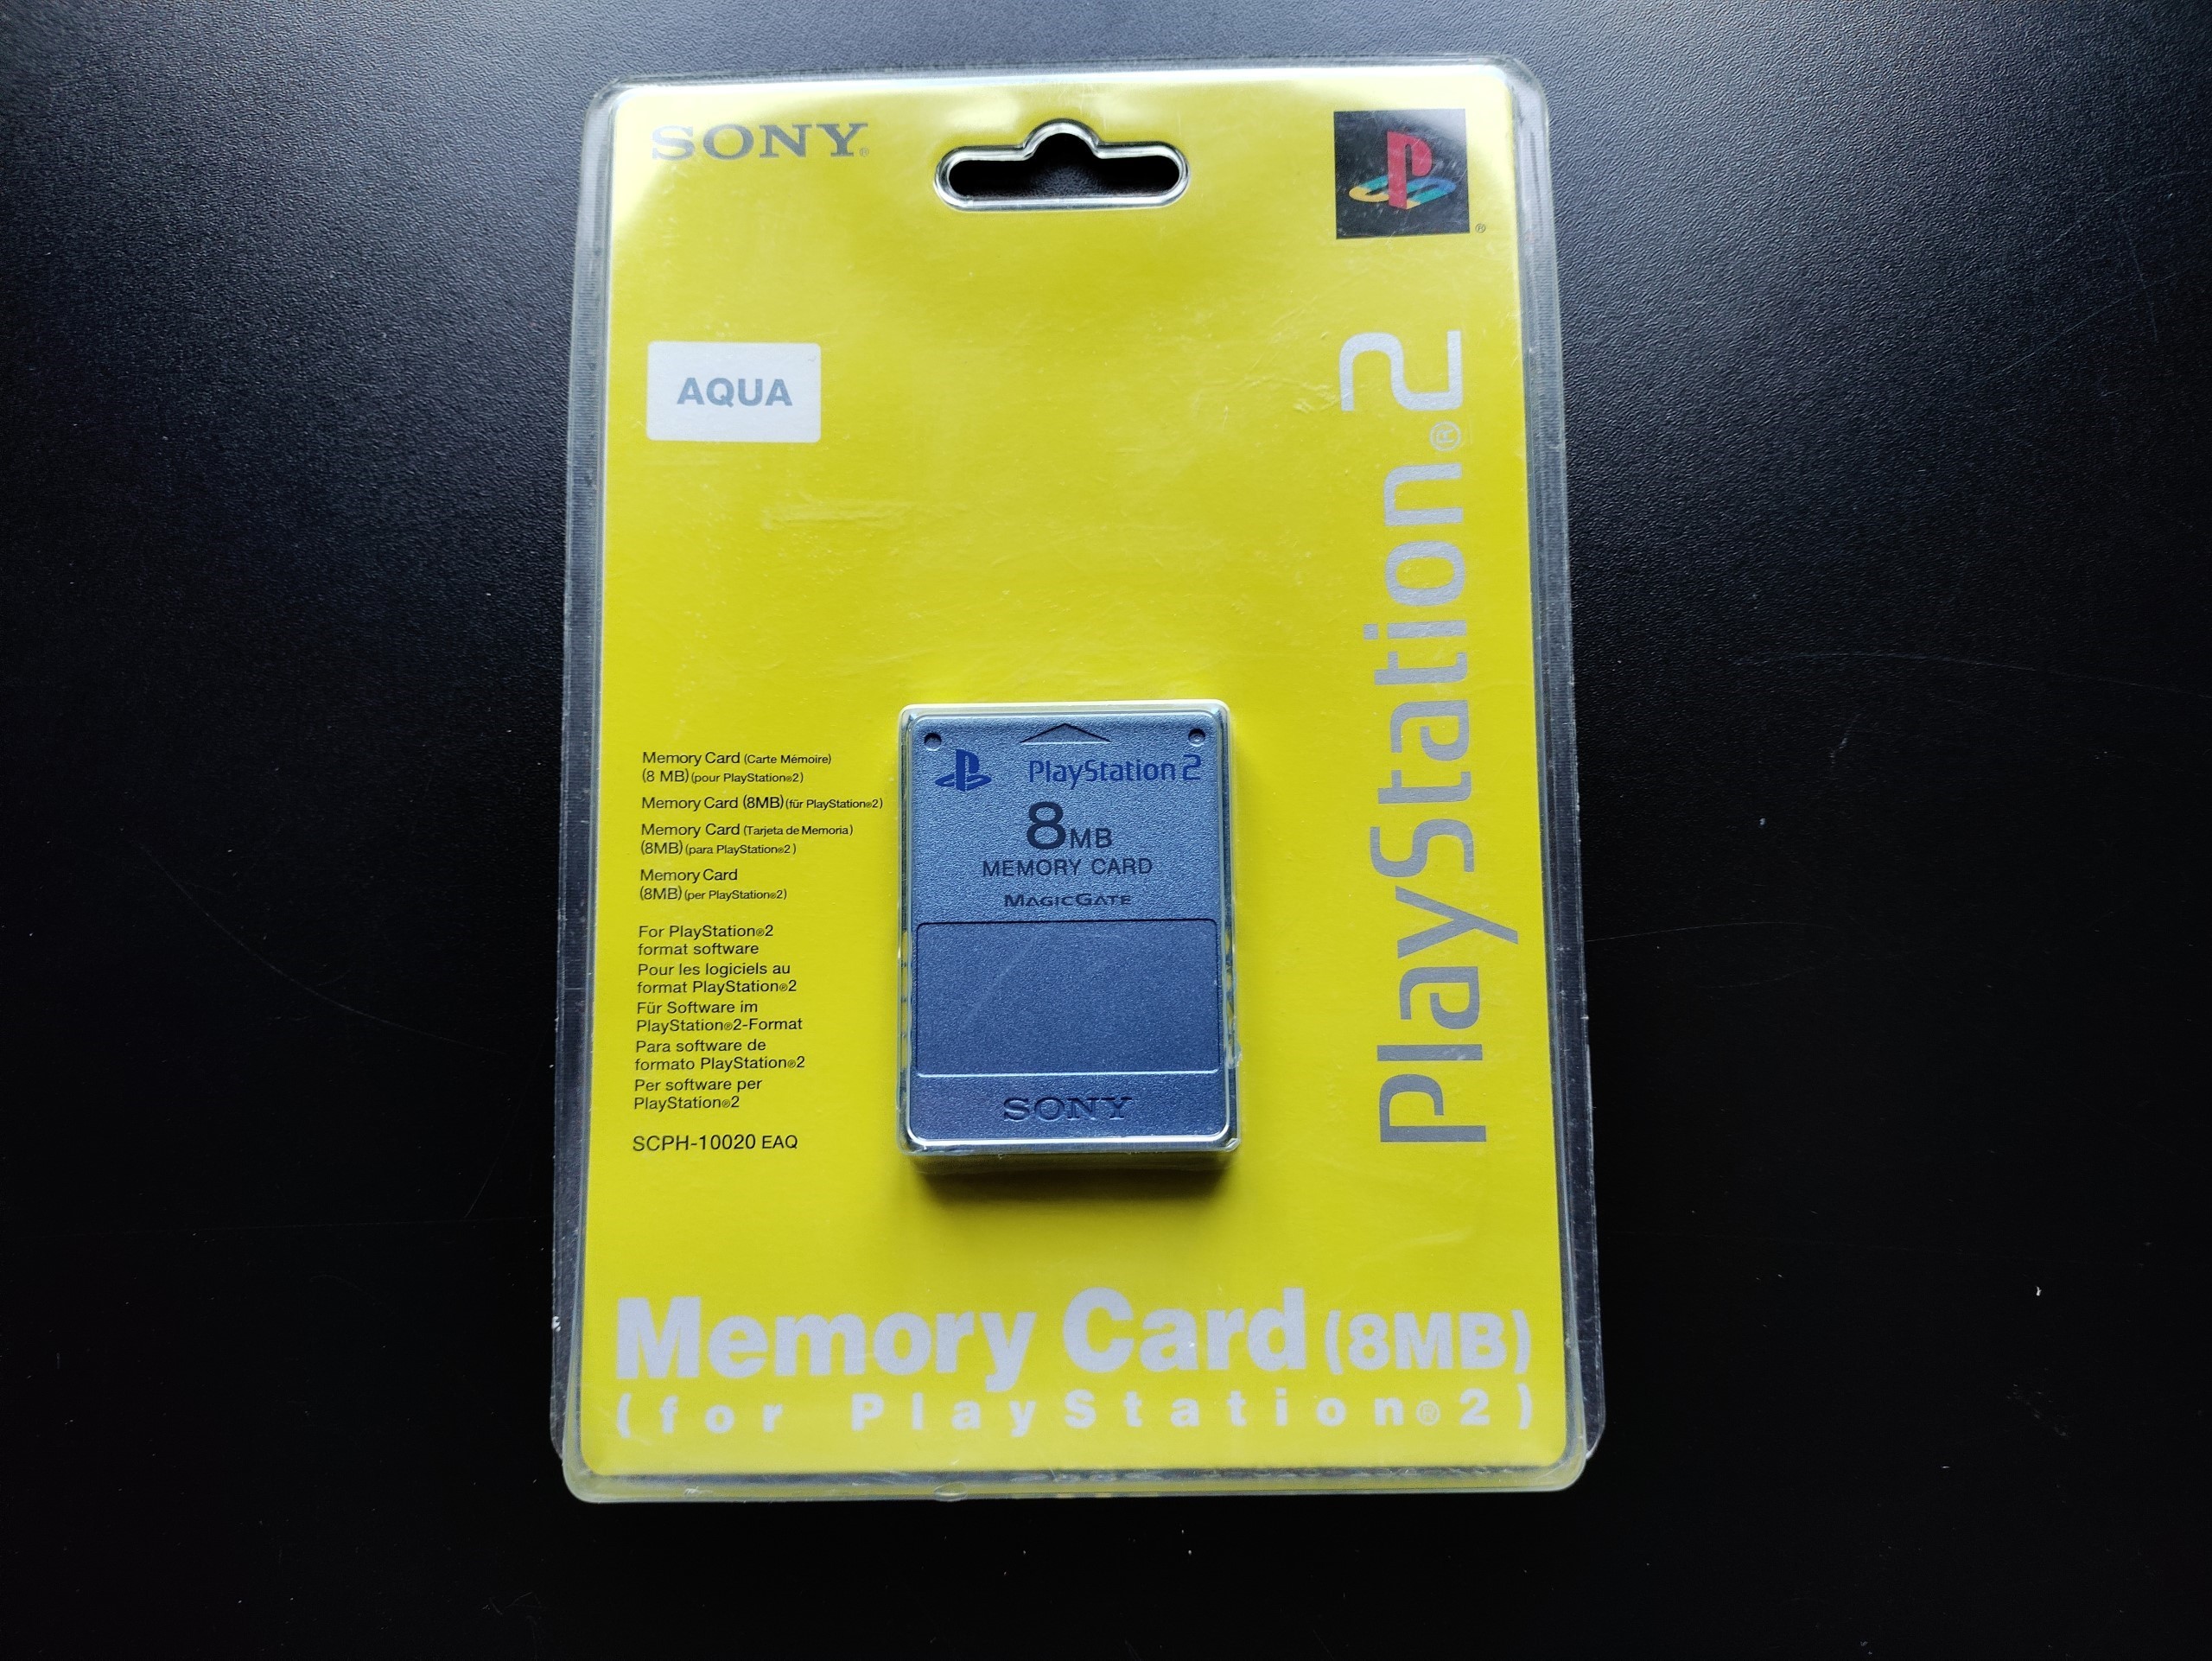 SONY®
®
AQUA
PlayStation®2
Memory Card (Carte Mémoire)
(8 MB) (pour PlayStation®2)
Memory Card (8MB) (für PlayStation®2)
Memory Card (Tarjeta de Memoria)
(8MB) (para PlayStation®2)
Memory Card
(8MB) (per PlayStation®2)
For PlayStation®2
format software
Pour les logiciels au
format PlayStation®2
Für Software im
PlayStation®2-Format
Para software de
formato PlayStation®2
Per software per
PlayStation®2
SCPH-10020 EAQ
PlayStation 2
8MB
MEMORY CARD
MAGICGATE
SONY
Memory Card (8MB)
(for PlayStation®2)